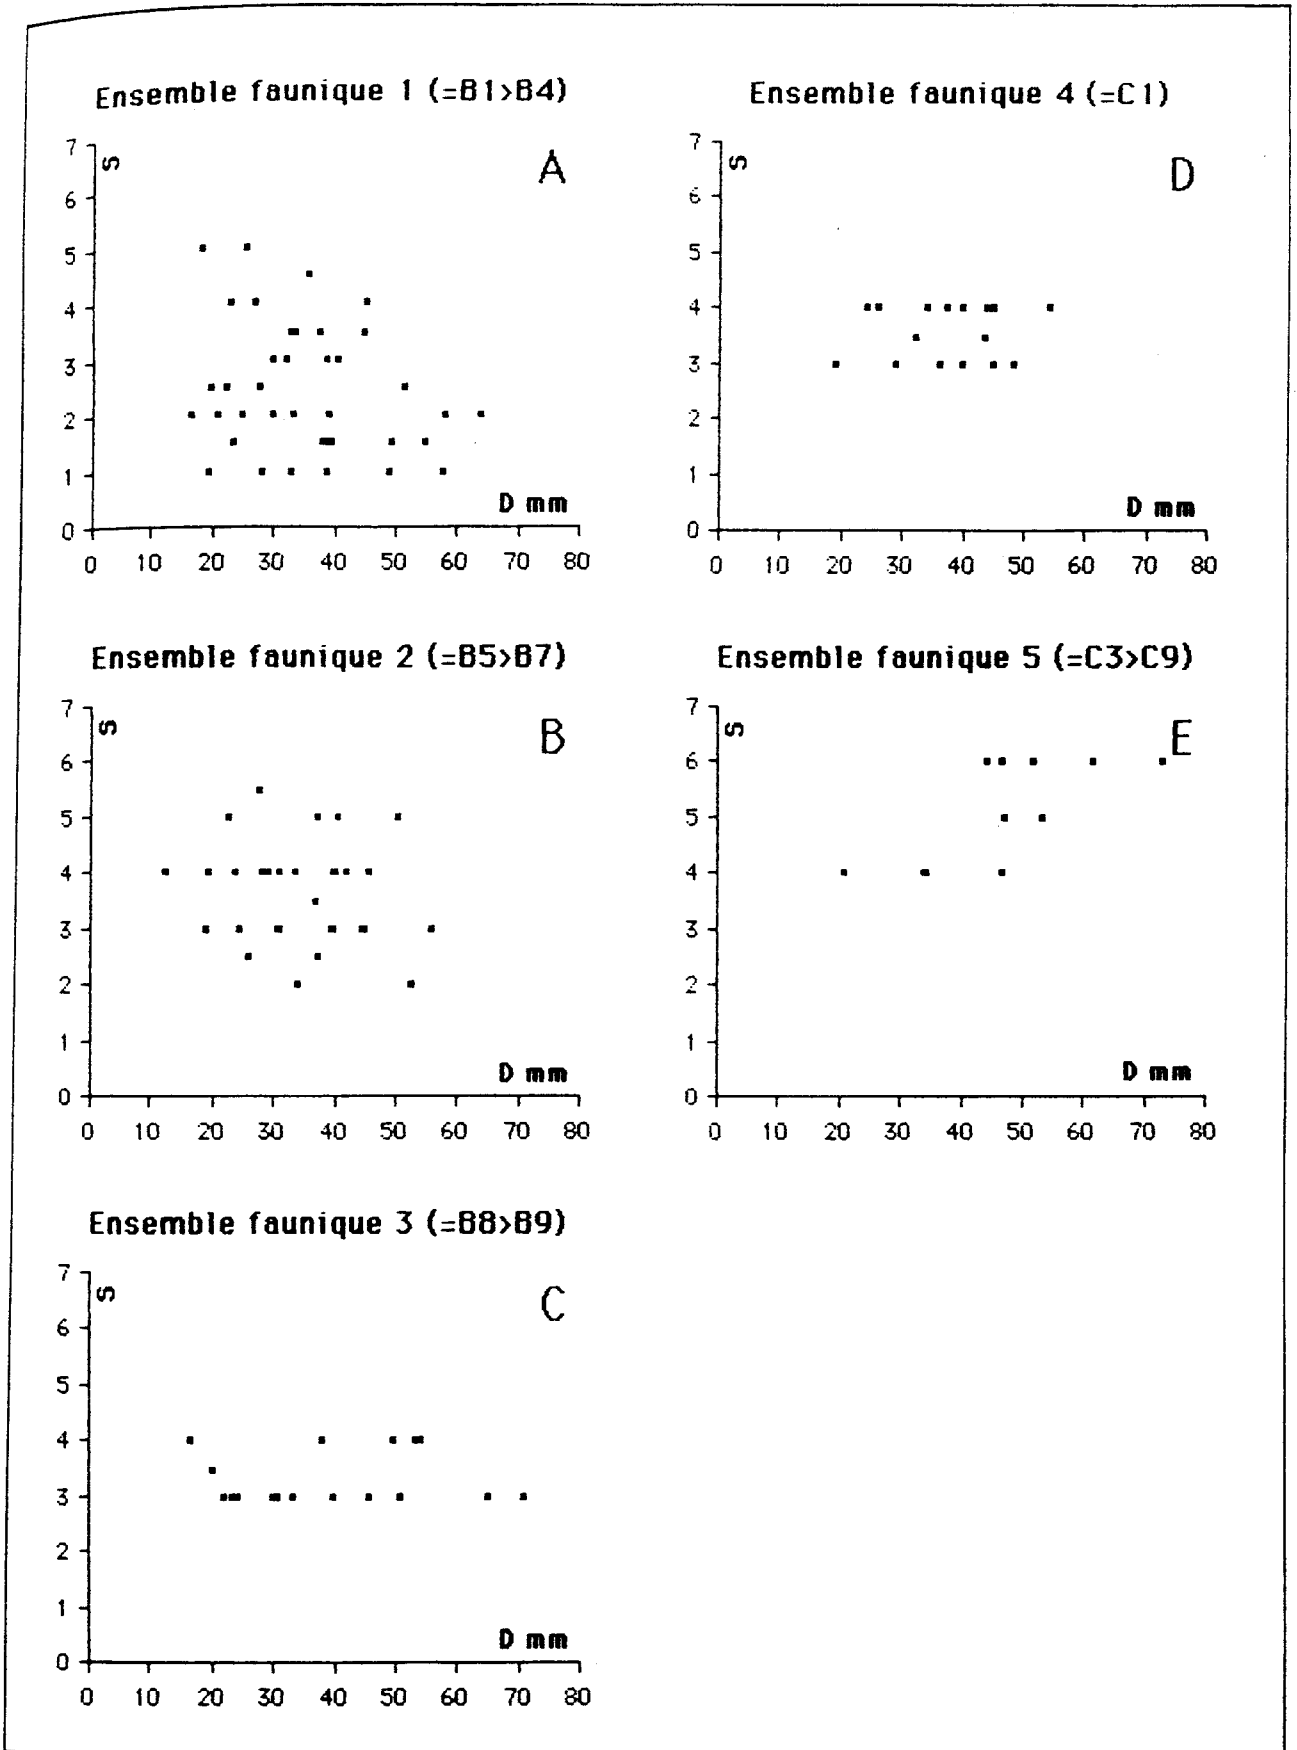 Ensemble faunique 1 (=B1>B4)
7
S
A
6
5
4
3
2
1
D mm
0
0 10 20 30 40 50 60 70 80
Ensemble faunique 4 (=C1)
7
S
D
6
5
4
3
2
1
D mm
0
0 10 20 30 40 50 60 70 80
Ensemble faunique 2 (=B5>B7)
7
S
B
6
5
4
3
2
1
D mm
0
0 10 20 30 40 50 60 70 80
Ensemble faunique 5 (=C3>C9)
7
S
E
6
5
4
3
2
1
D mm
0
0 10 20 30 40 50 60 70 80
Ensemble faunique 3 (=B8>B9)
7
S
C
6
5
4
3
2
1
D mm
0
0 10 20 30 40 50 60 70 80